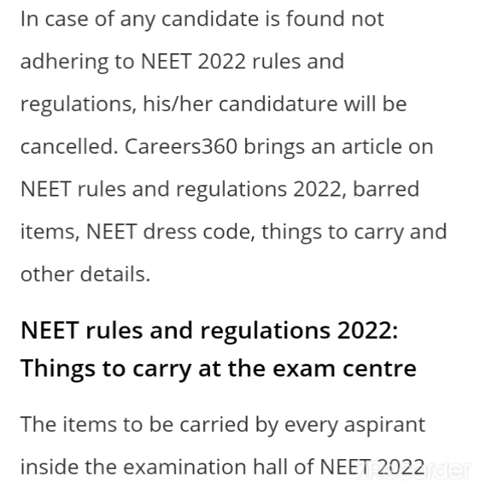 In case of any candidate is found not
adhering to NEET 2022 rules and
regulations, his/her candidature will be
cancelled. Careers360 brings an article on
NEET rules and regulations 2022, barred
items, NEET dress code, things to carry and
other details.
NEET rules and regulations 2022:
Things to carry at the exam centre
The items to be carried by every aspirant
inside the examination hall of NEET 2022